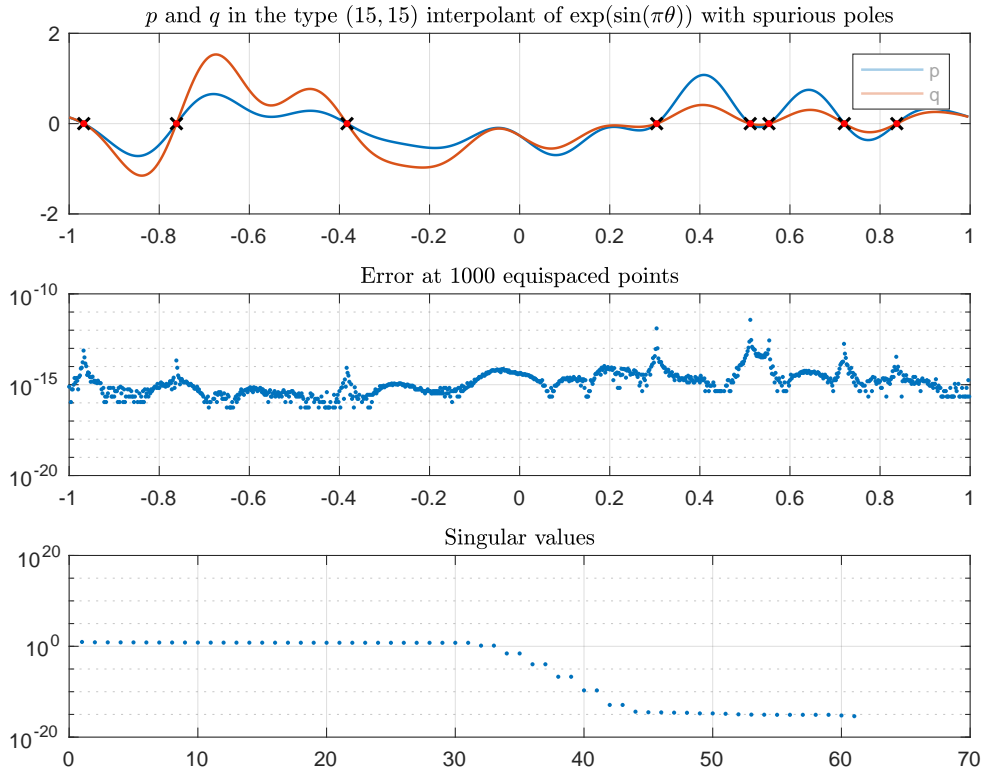 p and q in the type (15, 15) interpolant of exp(sin(πθ)) with spurious poles
2
0
-2
p
q
-1 -0.8 -0.6 -0.4 -0.2 0 0.2 0.4 0.6 0.8 1
Error at 1000 equispaced points
10^-10
10^-15
10^-20
-1 -0.8 -0.6 -0.4 -0.2 0 0.2 0.4 0.6 0.8 1
Singular values
10^20
10^0
10^-20
0 10 20 30 40 50 60 70